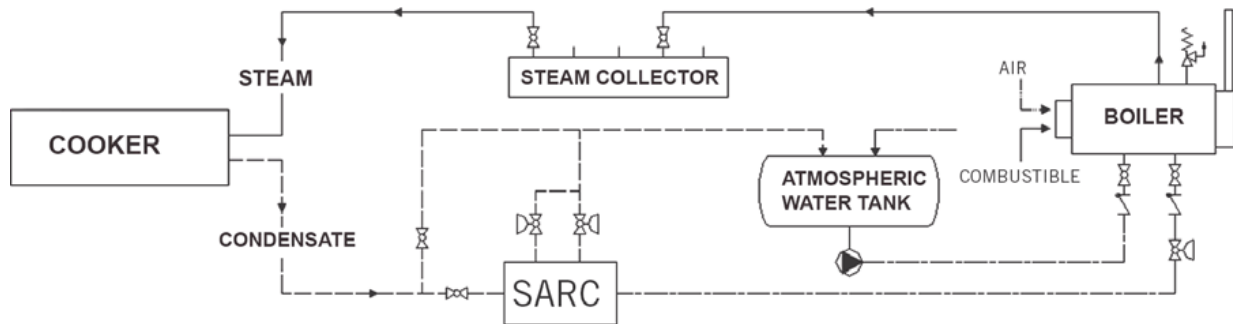 STEAM
STEAM COLLECTOR
AIR
COOKER
BOILER
COMBUSTIBLE
ATMOSPHERIC
WATER TANK
CONDENSATE
SARC